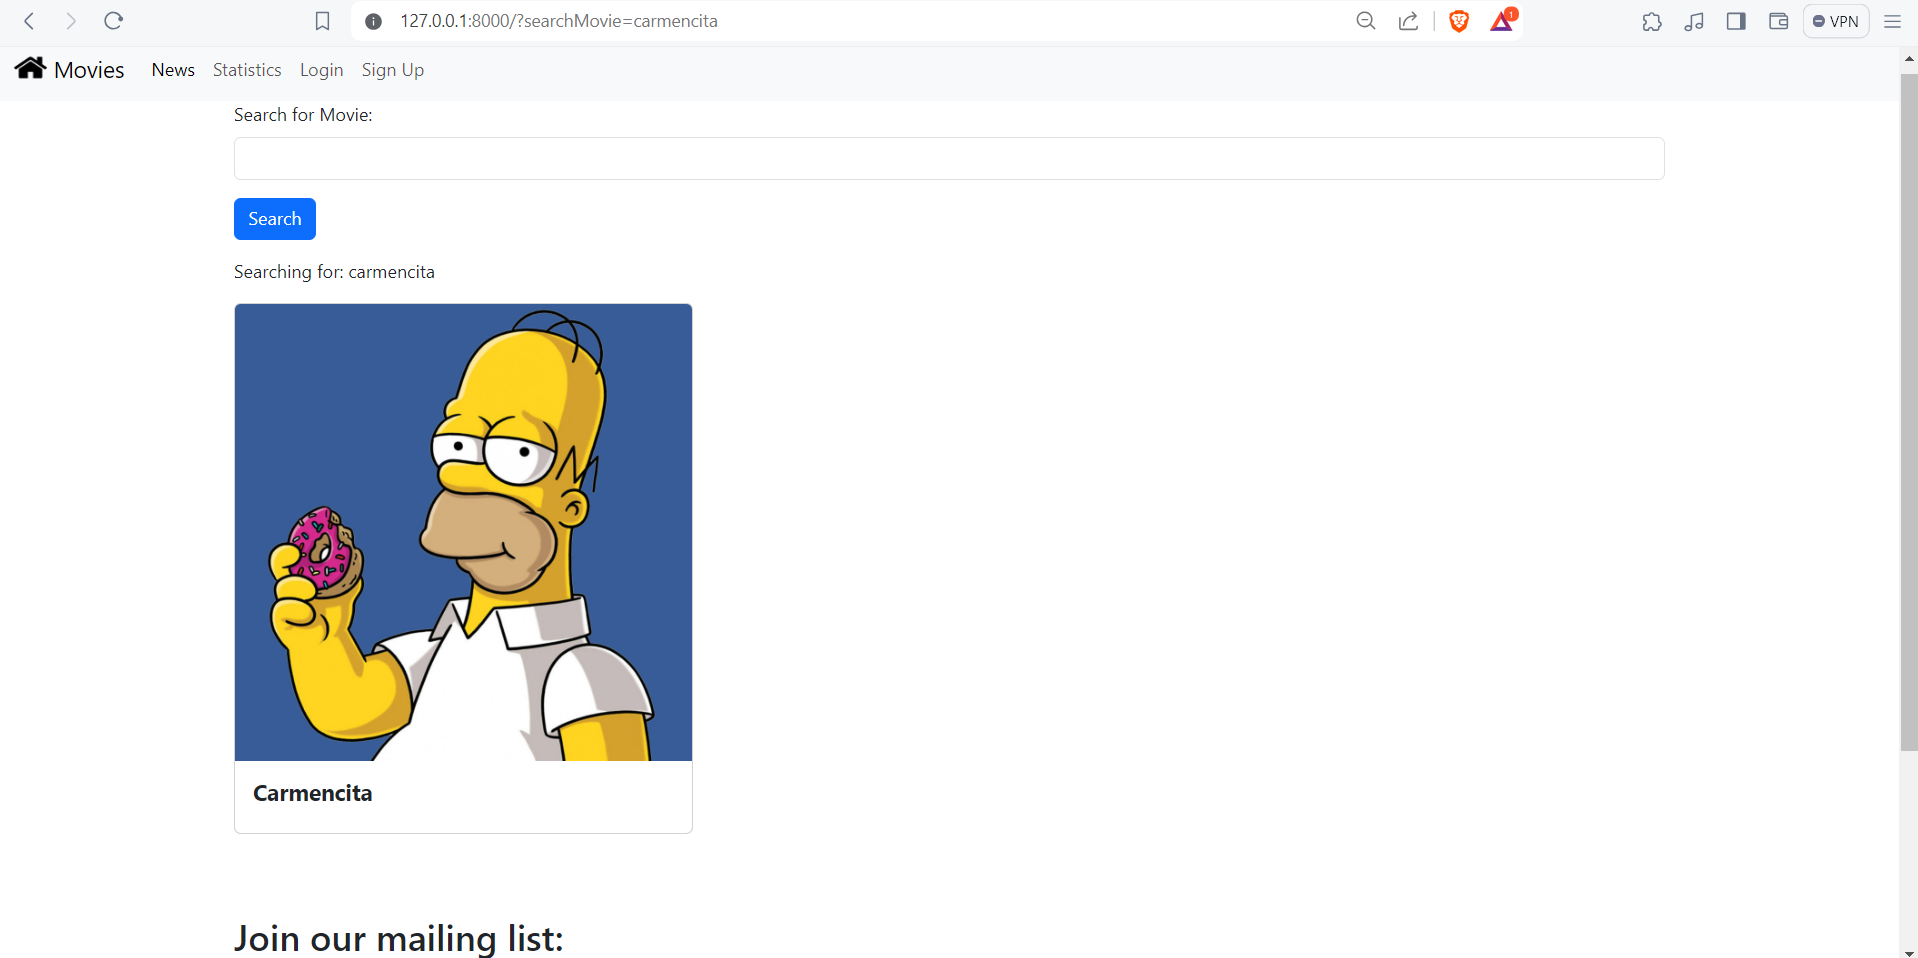 127.0.0.1:8000/?searchMovie=carmencita
1
VPN
Movies News Statistics Login Sign Up
Search for Movie:
Search
Searching for: carmencita
Carmencita
Join our mailing list: